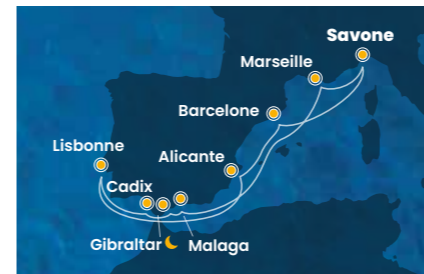 Savone
Marseille
Barcelone
Lisbonne
Alicante
Cadix
Gibraltar
Malaga